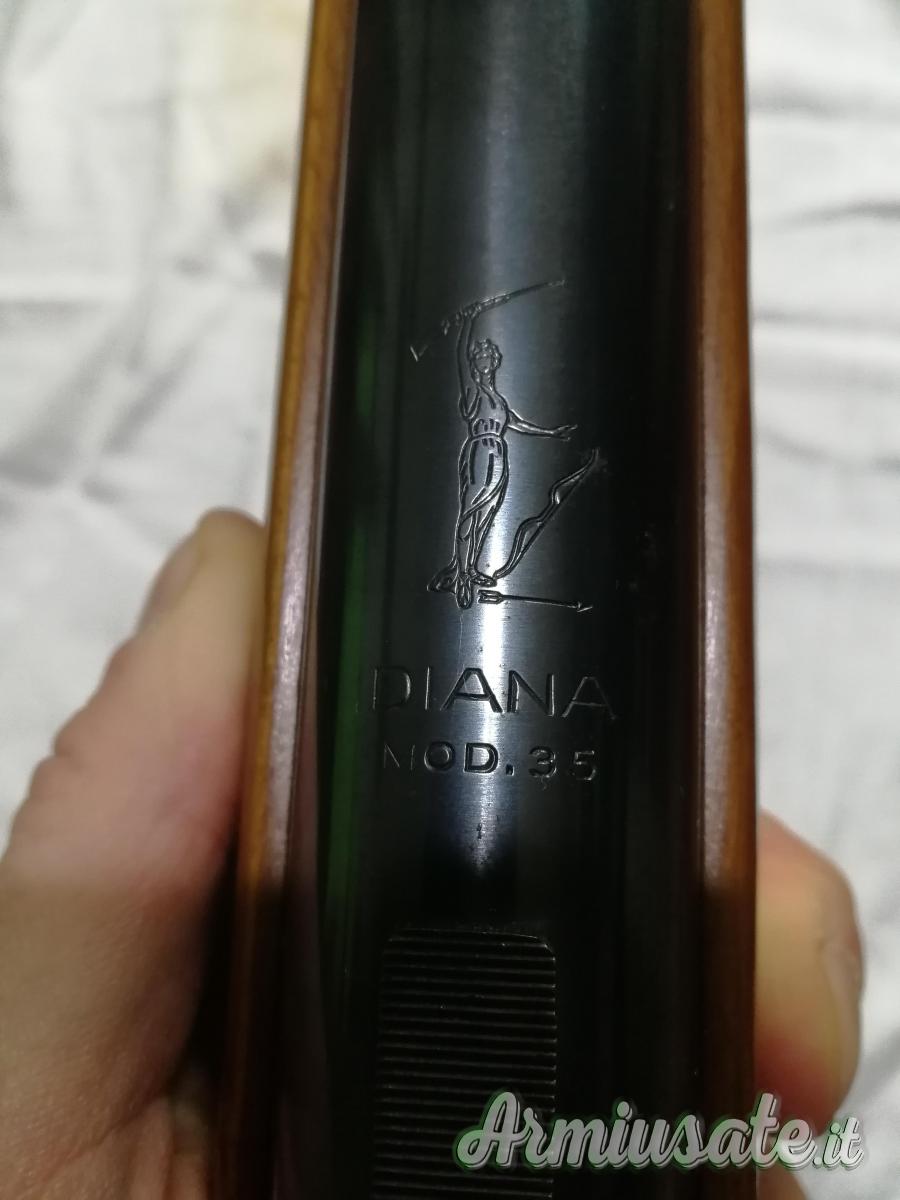 DIANA
MOD. 35
Armiusate.it